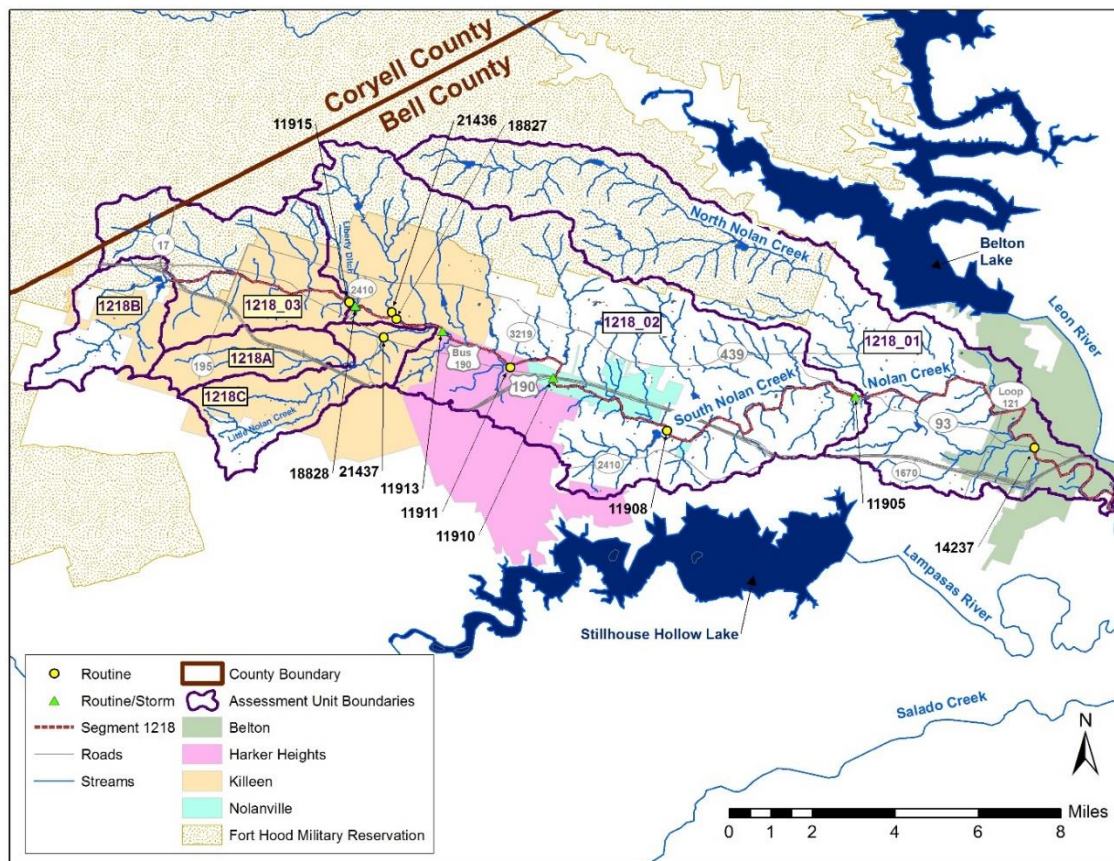 Coryell County
Bell County
11915
21436
18827
17
Liberty Ditch
2410
North Nolan Creek
Belton
Lake
Leon River
1218B
1218_03
1218A
195
1218C
Little Nolan Creek
3219
1218_02
1218_01
439
Bus
190
190
South Nolan Creek
Nolan Creek
Loop
121
93
2410
1670
18828
21437
11913
11911
11910
11908
11905
14237
Lampasas River
Stillhouse Hollow Lake
Salado Creek
Routine
Routine/Storm
Segment 1218
Roads
Streams
County Boundary
Assessment Unit Boundaries
Belton
Harker Heights
Killeen
Nolanville
Fort Hood Military Reservation
N
Miles
0 1 2 4 6 8